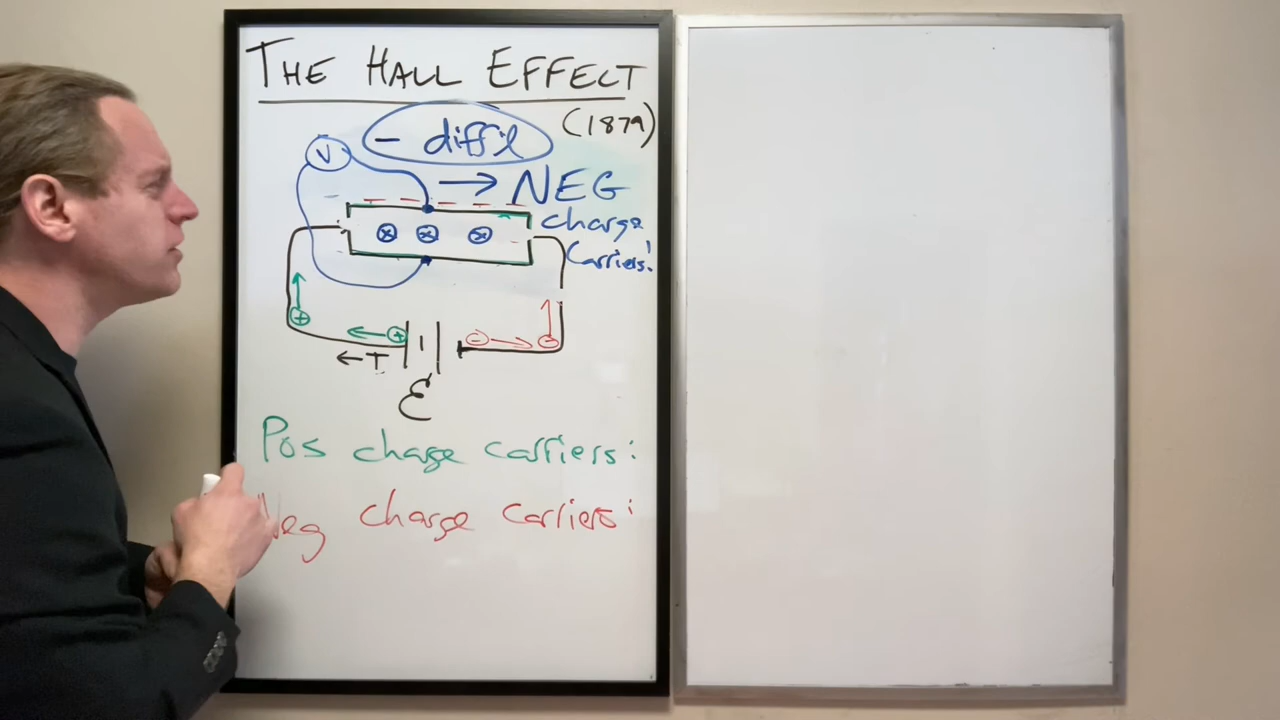 THE HALL EFFECT
(1879)
- diff'l
V
→ NEG
charge
carriers!
← I
ℰ
Pos charge carriers:
Neg charge carriers: